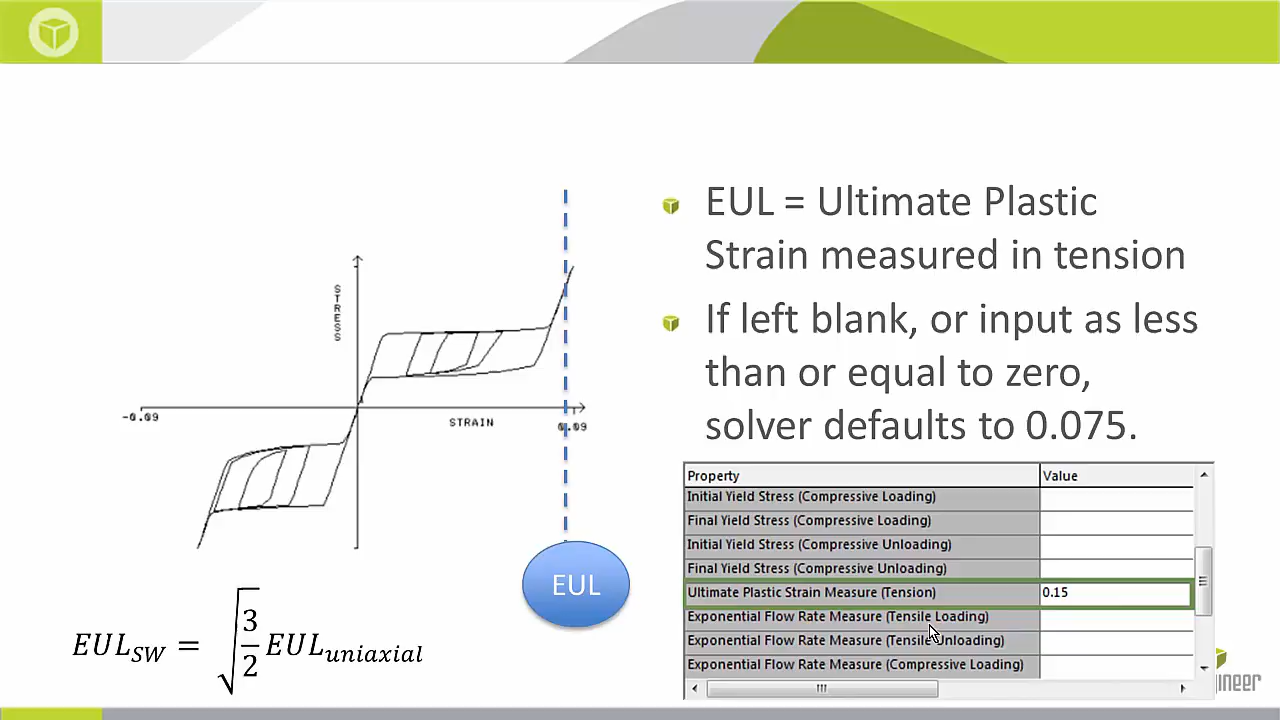 EUL = Ultimate Plastic
Strain measured in tension
If left blank, or input as less
than or equal to zero,
solver defaults to 0.075.
STRESS
-0.09
STRAIN
0.09
EUL
EUL_SW = √(3/2) EUL_uniaxial
Property Value
Initial Yield Stress (Compressive Loading)
Final Yield Stress (Compressive Loading)
Initial Yield Stress (Compressive Unloading)
Final Yield Stress (Compressive Unloading)
Ultimate Plastic Strain Measure (Tension) 0.15
Exponential Flow Rate Measure (Tensile Loading)
Exponential Flow Rate Measure (Tensile Unloading)
Exponential Flow Rate Measure (Compressive Loading)